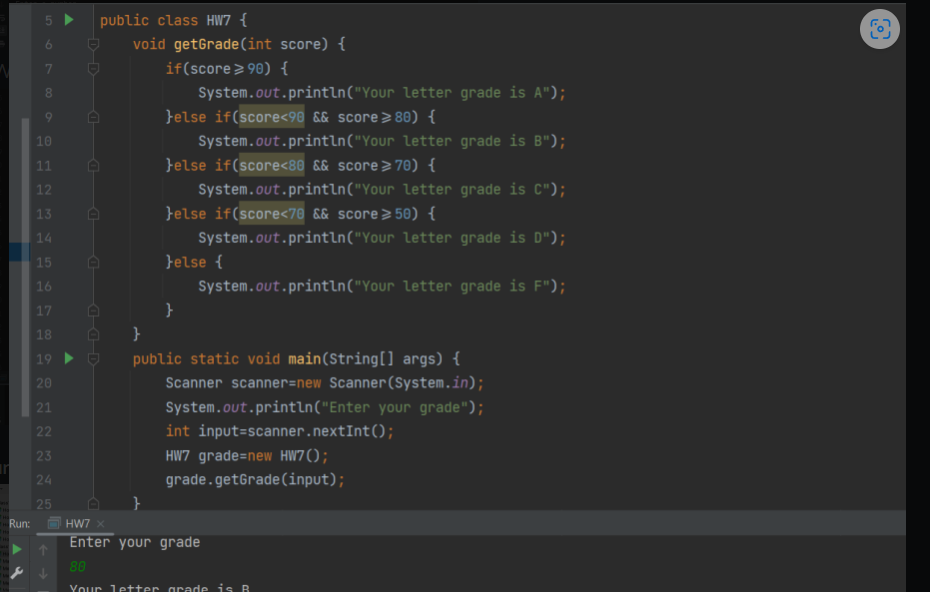 5 public class HW7 {
6 void getGrade(int score) {
7 if(score≥90) {
8 System.out.println("Your letter grade is A");
9 }else if(score<90 && score≥80) {
10 System.out.println("Your letter grade is B");
11 }else if(score<80 && score≥70) {
12 System.out.println("Your letter grade is C");
13 }else if(score<70 && score≥50) {
14 System.out.println("Your letter grade is D");
15 }else {
16 System.out.println("Your letter grade is F");
17 }
18 }
19 public static void main(String[] args) {
20 Scanner scanner=new Scanner(System.in);
21 System.out.println("Enter your grade");
22 int input=scanner.nextInt();
23 HW7 grade=new HW7();
24 grade.getGrade(input);
25 }
Run: HW7 ×
Enter your grade
80
Your letter grade is B